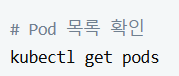 # Pod 목록 확인
kubectl get pods